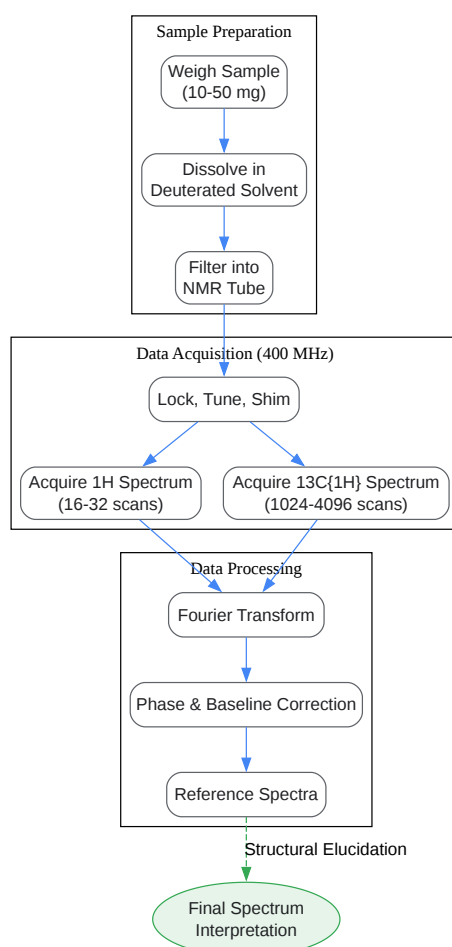 Sample Preparation
Weigh Sample
(10-50 mg)
Dissolve in
Deuterated Solvent
Filter into
NMR Tube
Data Acquisition (400 MHz)
Lock, Tune, Shim
Acquire 1H Spectrum
(16-32 scans)
Acquire 13C{1H} Spectrum
(1024-4096 scans)
Data Processing
Fourier Transform
Phase & Baseline Correction
Reference Spectra
Structural Elucidation
Final Spectrum
Interpretation